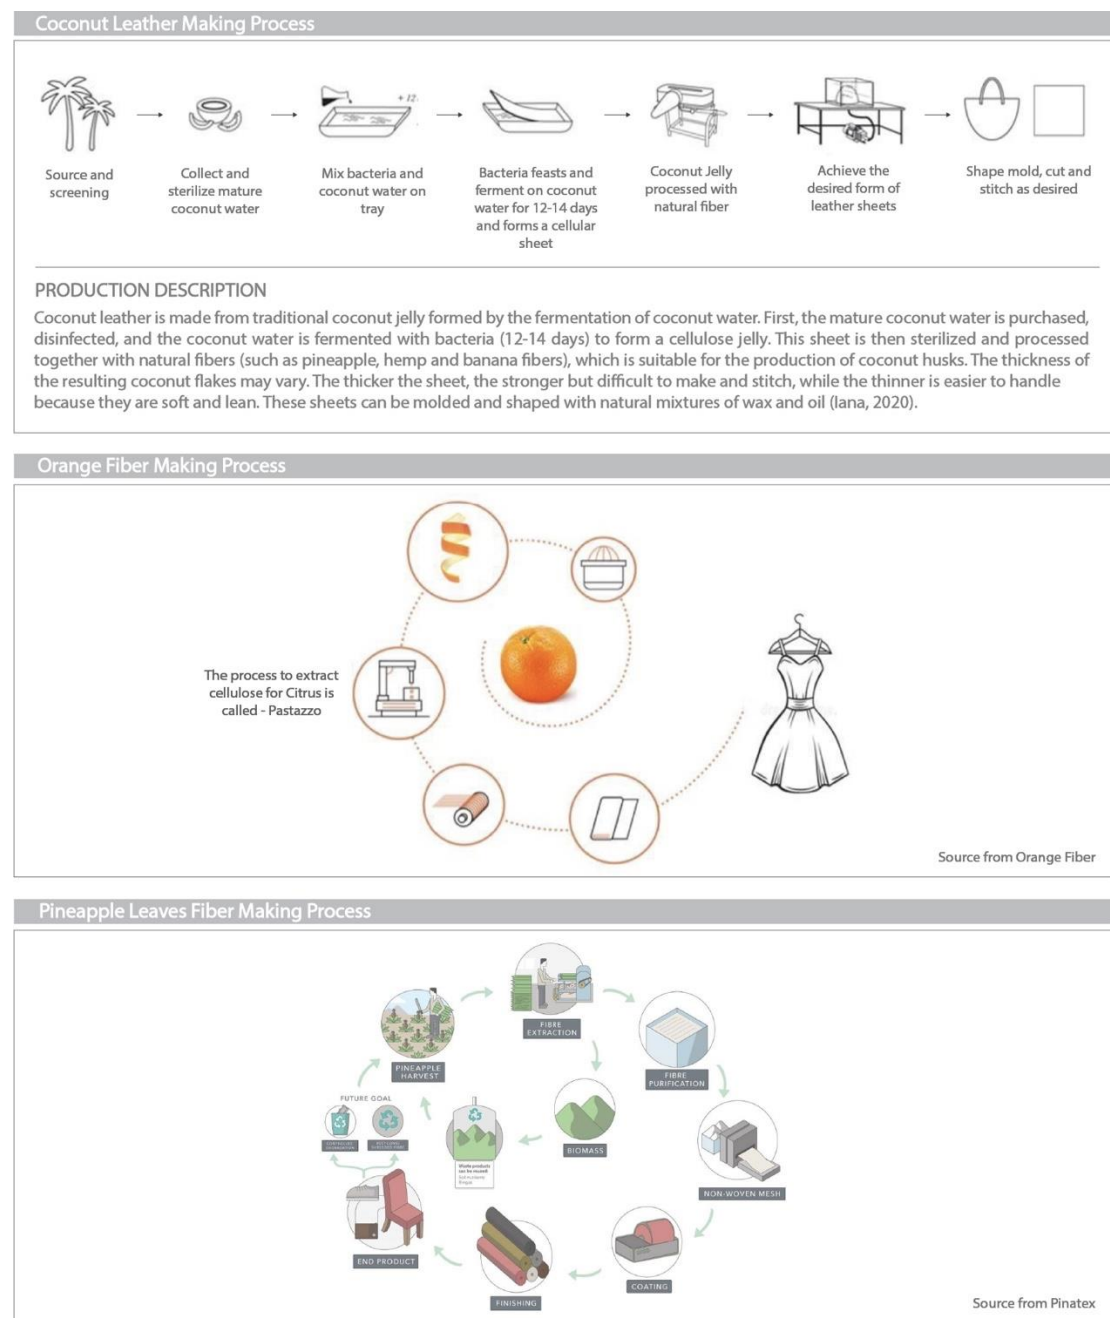 Coconut Leather Making Process
+ 12-
Source and
screening
Collect and
sterilize mature
coconut water
Mix bacteria and
coconut water on
tray
Bacteria feasts and
ferment on coconut
water for 12-14 days
and forms a cellular
sheet
Coconut Jelly
processed with
natural fiber
Achieve the
desired form of
leather sheets
Shape mold, cut and
stitch as desired
PRODUCTION DESCRIPTION
Coconut leather is made from traditional coconut jelly formed by the fermentation of coconut water. First, the mature coconut water is purchased,
disinfected, and the coconut water is fermented with bacteria (12-14 days) to form a cellulose jelly. This sheet is then sterilized and processed
together with natural fibers (such as pineapple, hemp and banana fibers), which is suitable for the production of coconut husks. The thickness of
the resulting coconut flakes may vary. The thicker the sheet, the stronger but difficult to make and stitch, while the thinner is easier to handle
because they are soft and lean. These sheets can be molded and shaped with natural mixtures of wax and oil (Iana, 2020).
Orange Fiber Making Process
The process to extract
cellulose for Citrus is
called - Pastazzo
Source from Orange Fiber
Pineapple Leaves Fiber Making Process
FIBRE
EXTRACTION
PINEAPPLE
HARVEST
FIBRE
PURIFICATION
FUTURE GOAL
BIOMASS
Waste products
can be reused:
NON-WOVEN MESH
END PRODUCT
COATING
FINISHING
Source from Pinatex